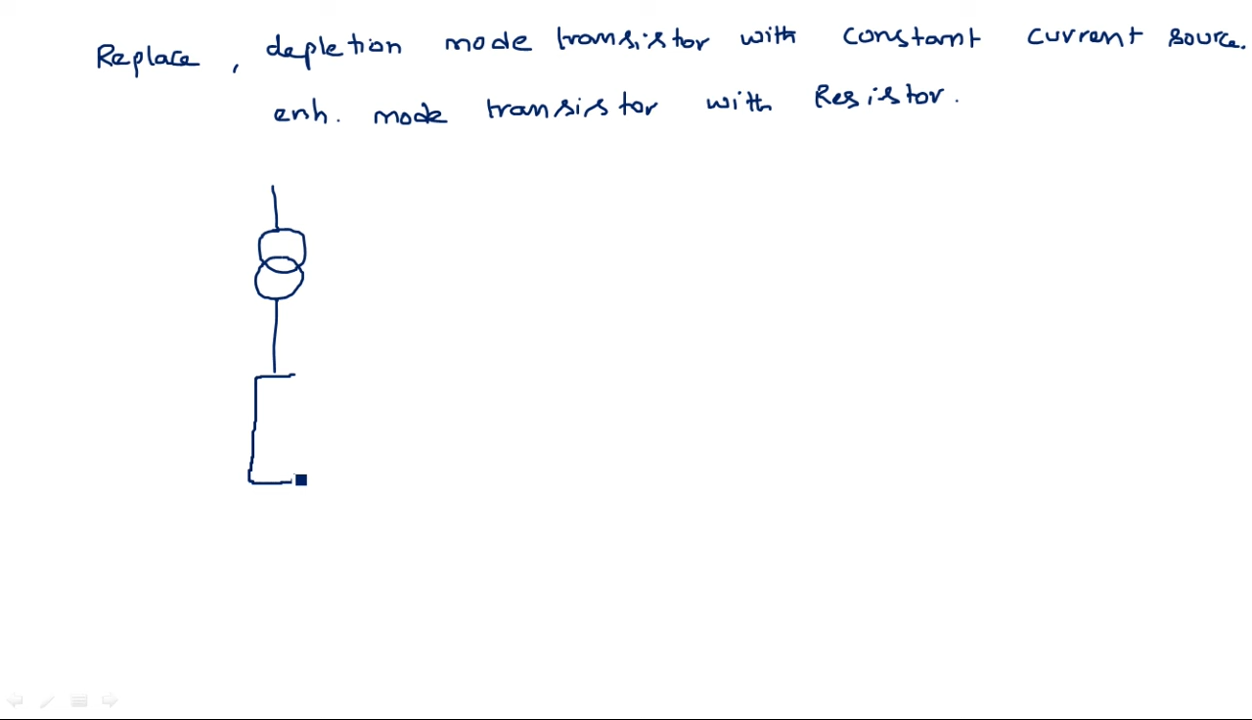 Replace, depletion mode transistor with constant current source.
enh. mode transistor with Resistor.